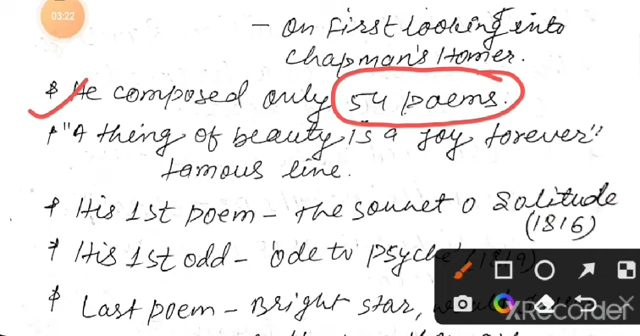 03:22
- On First looking into
Chapman's Homer.
* He composed only 54 poems.
* "A thing of beauty is a joy forever"
famous line.
* His 1st poem - The sonnet o Solitude
(1816)
* His 1st odd - 'ode to psyche' (1819)
* Last poem - Bright star,
XRecorder